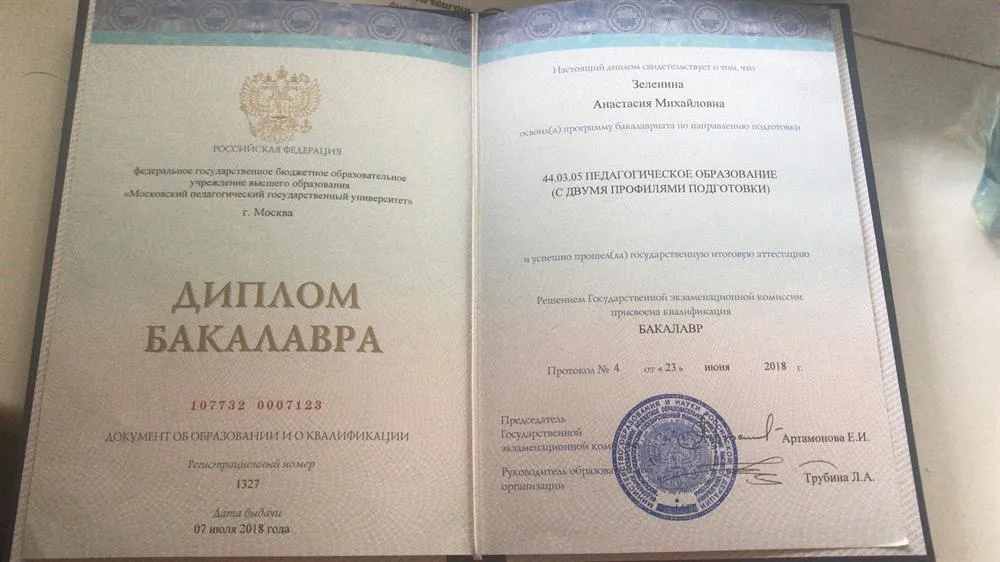 РОССИЙСКАЯ ФЕДЕРАЦИЯ
федеральное государственное бюджетное образовательное
учреждение высшего образования
«Московский педагогический государственный университет»
г. Москва
ДИПЛОМ
БАКАЛАВРА
107732 0007123
ДОКУМЕНТ ОБ ОБРАЗОВАНИИ И О КВАЛИФИКАЦИИ
Регистрационный номер
1327
Дата выдачи
07 июля 2018 года
Настоящий диплом свидетельствует о том, что
Зеленина
Анастасия Михайловна
освоил(а) программу бакалавриата по направлению подготовки
44.03.05 ПЕДАГОГИЧЕСКОЕ ОБРАЗОВАНИЕ
(С ДВУМЯ ПРОФИЛЯМИ ПОДГОТОВКИ)
и успешно прошел(ла) государственную итоговую аттестацию
Решением Государственной экзаменационной комиссии
присвоена квалификация
БАКАЛАВР
Протокол № 4 от « 23 » июня 2018 г.
Председатель
Государственной
экзаменационной ком
Артамонова Е.И.
Руководитель образов
организации
Трубина Л.А.